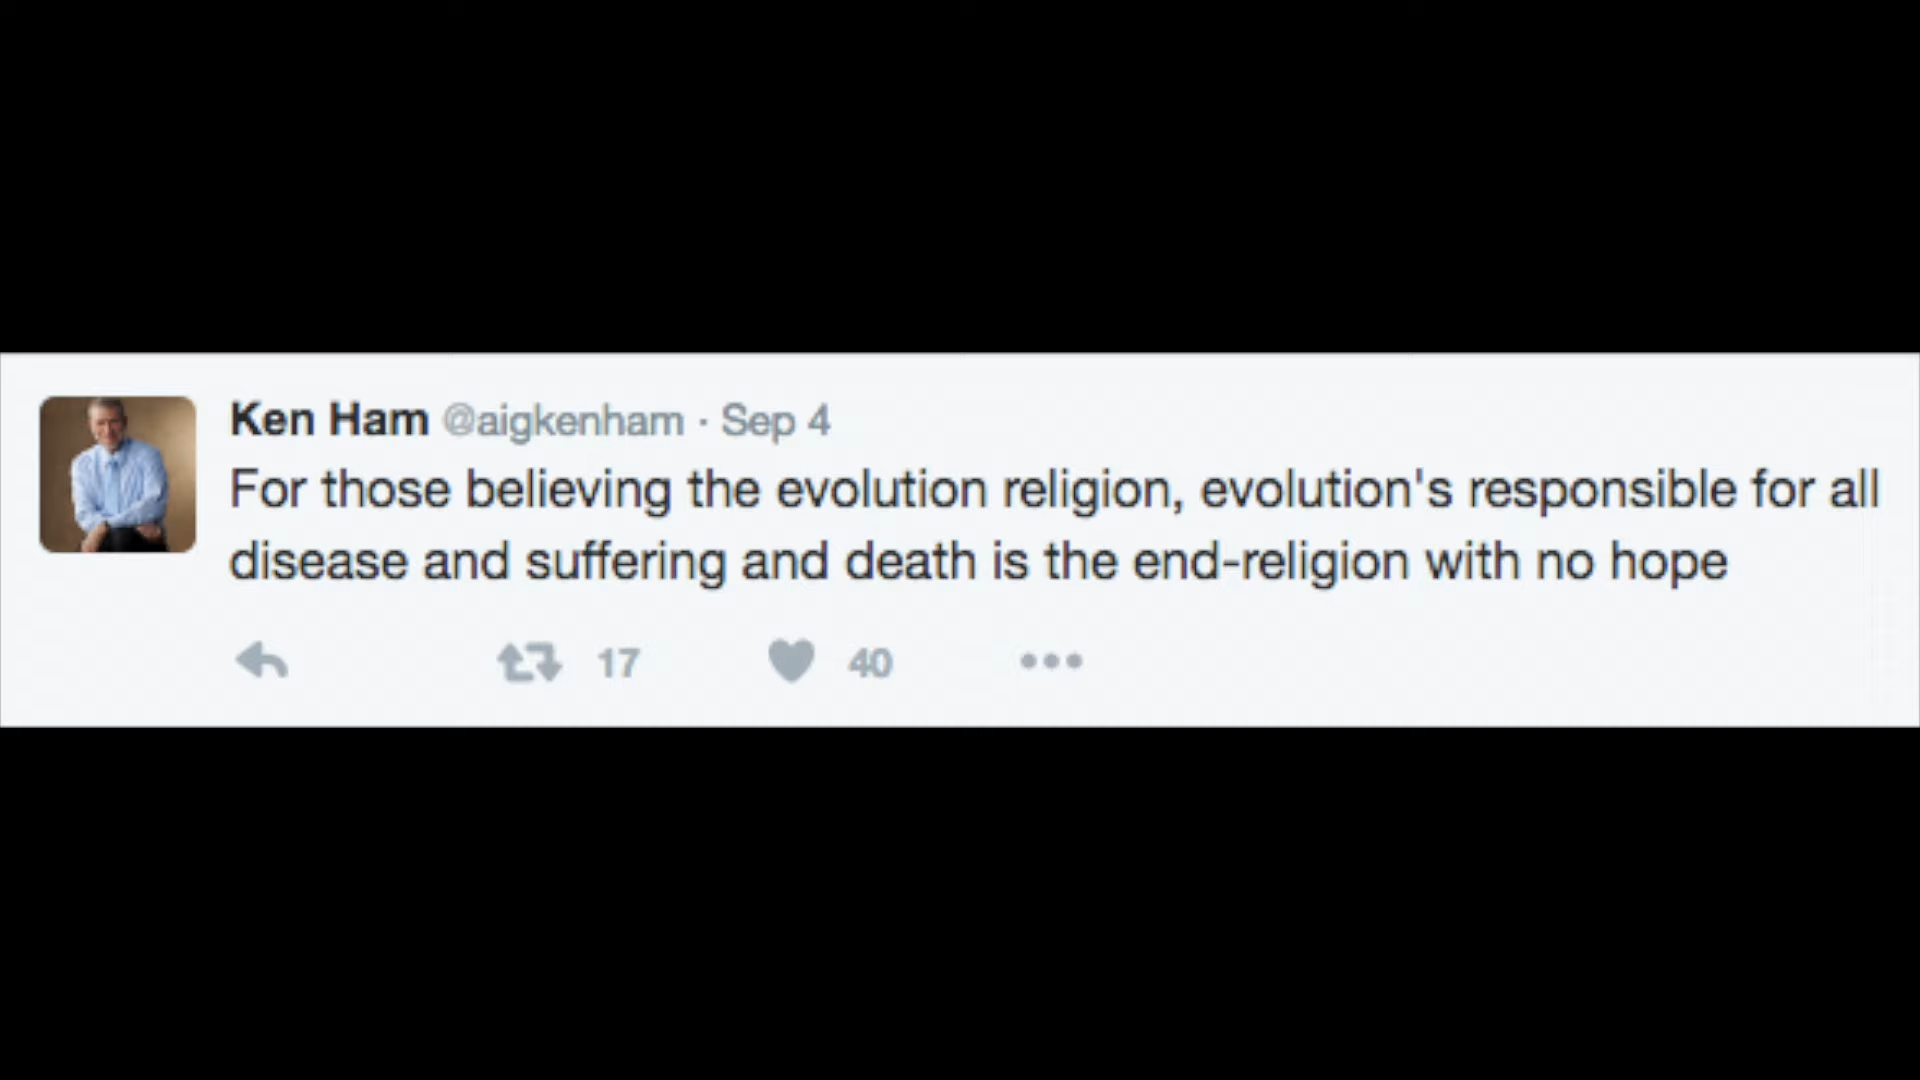 Ken Ham @aigkenham · Sep 4
For those believing the evolution religion, evolution's responsible for all
disease and suffering and death is the end-religion with no hope
17 40